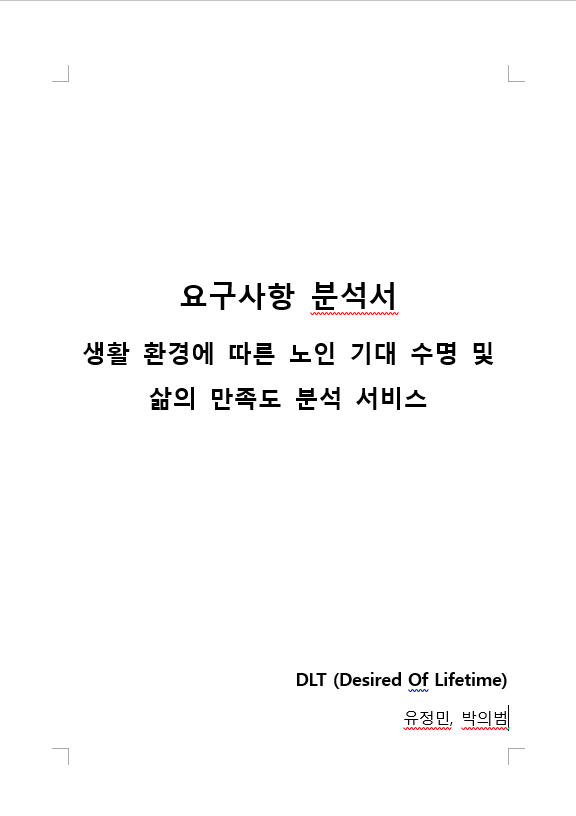 요구사항 분석서
생활 환경에 따른 노인 기대 수명 및
삶의 만족도 분석 서비스
DLT (Desired Of Lifetime)
유정민, 박의범